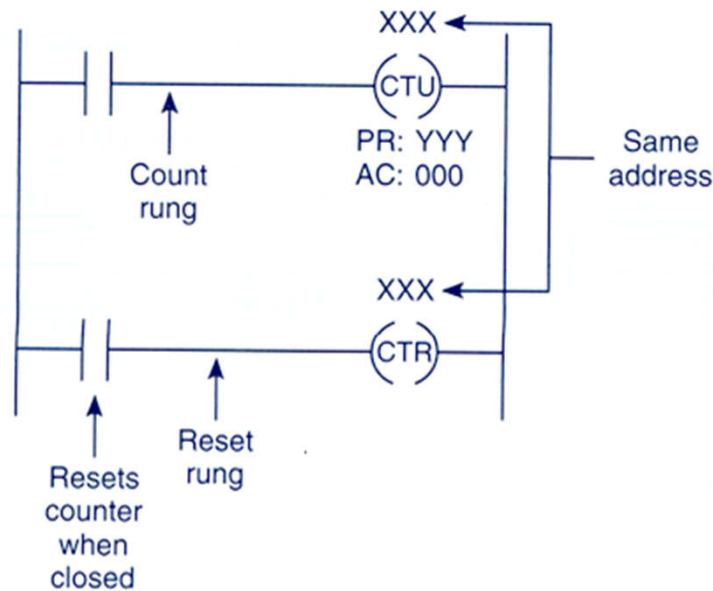 XXX
CTU
PR: YYY
AC: 000
Same
address
Count
rung
XXX
CTR
Reset
rung
Resets
counter
when
closed